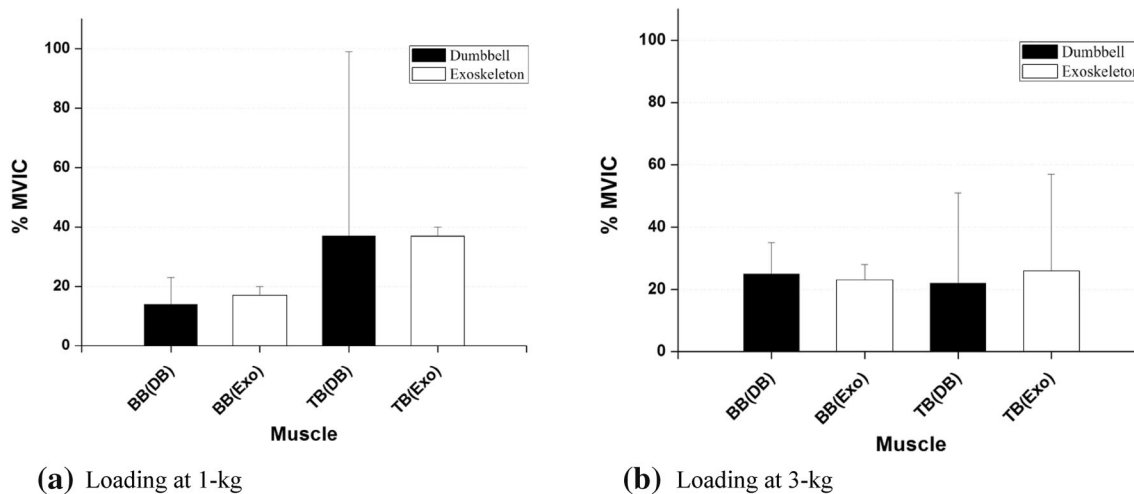 100
80
60
40
20
0
% MVIC
Dumbbell
Exoskeleton
BB(DB)
BB(Exo)
TB(DB)
TB(Exo)
Muscle
(a) Loading at 1-kg
100
80
60
40
20
0
% MVIC
Dumbbell
Exoskeleton
BB(DB)
BB(Exo)
TB(DB)
TB(Exo)
Muscle
(b) Loading at 3-kg